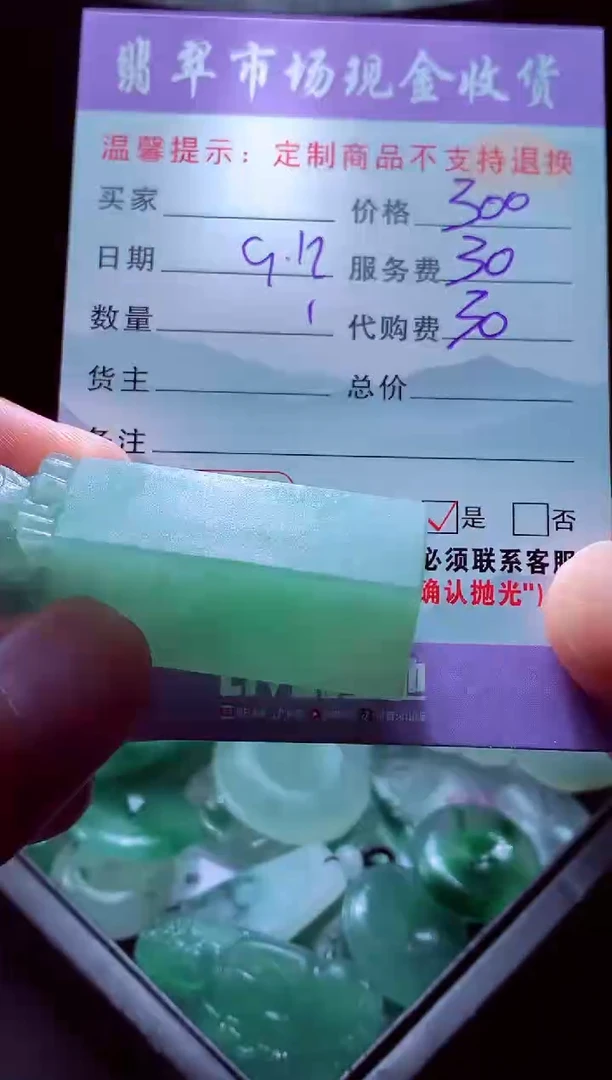 翡翠市场现金收货
温馨提示：定制商品不支持退换
买家 价格 300
日期 9.12 服务费 30
数量 1 代购费 30
货主 总价
备注
是 否
必须联系客服
确认抛光")